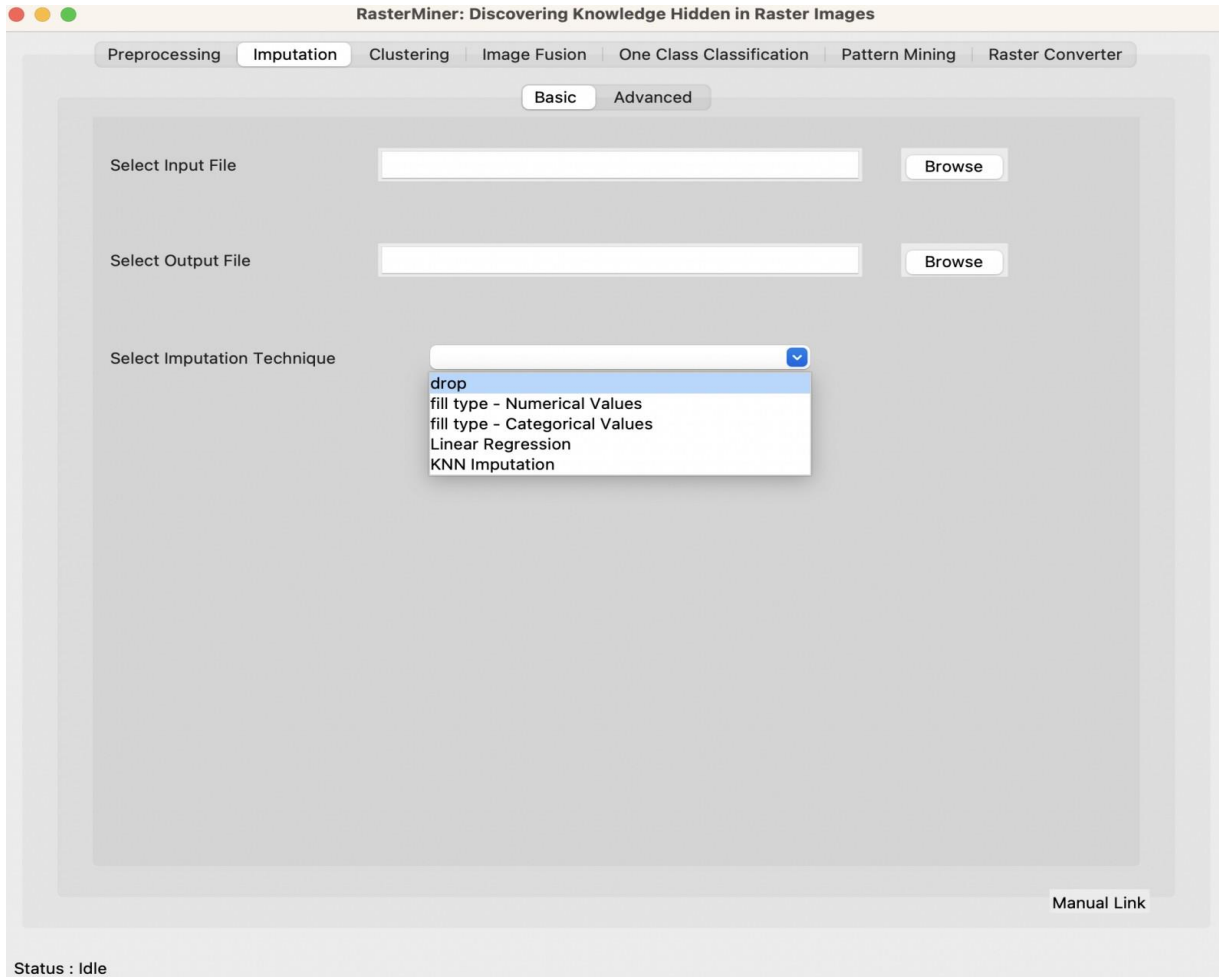 RasterMiner: Discovering Knowledge Hidden in Raster Images
Preprocessing Imputation Clustering Image Fusion One Class Classification Pattern Mining Raster Converter
Basic Advanced
Select Input File Browse
Select Output File Browse
Select Imputation Technique
drop
fill type - Numerical Values
fill type - Categorical Values
Linear Regression
KNN Imputation
Manual Link
Status : Idle